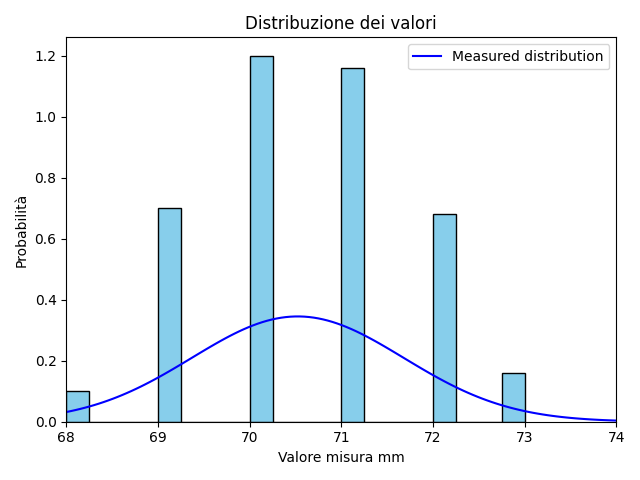 Distribuzione dei valori
Measured distribution
1.2
1.0
0.8
0.6
0.4
0.2
0.0
Probabilità
68 69 70 71 72 73 74
Valore misura mm